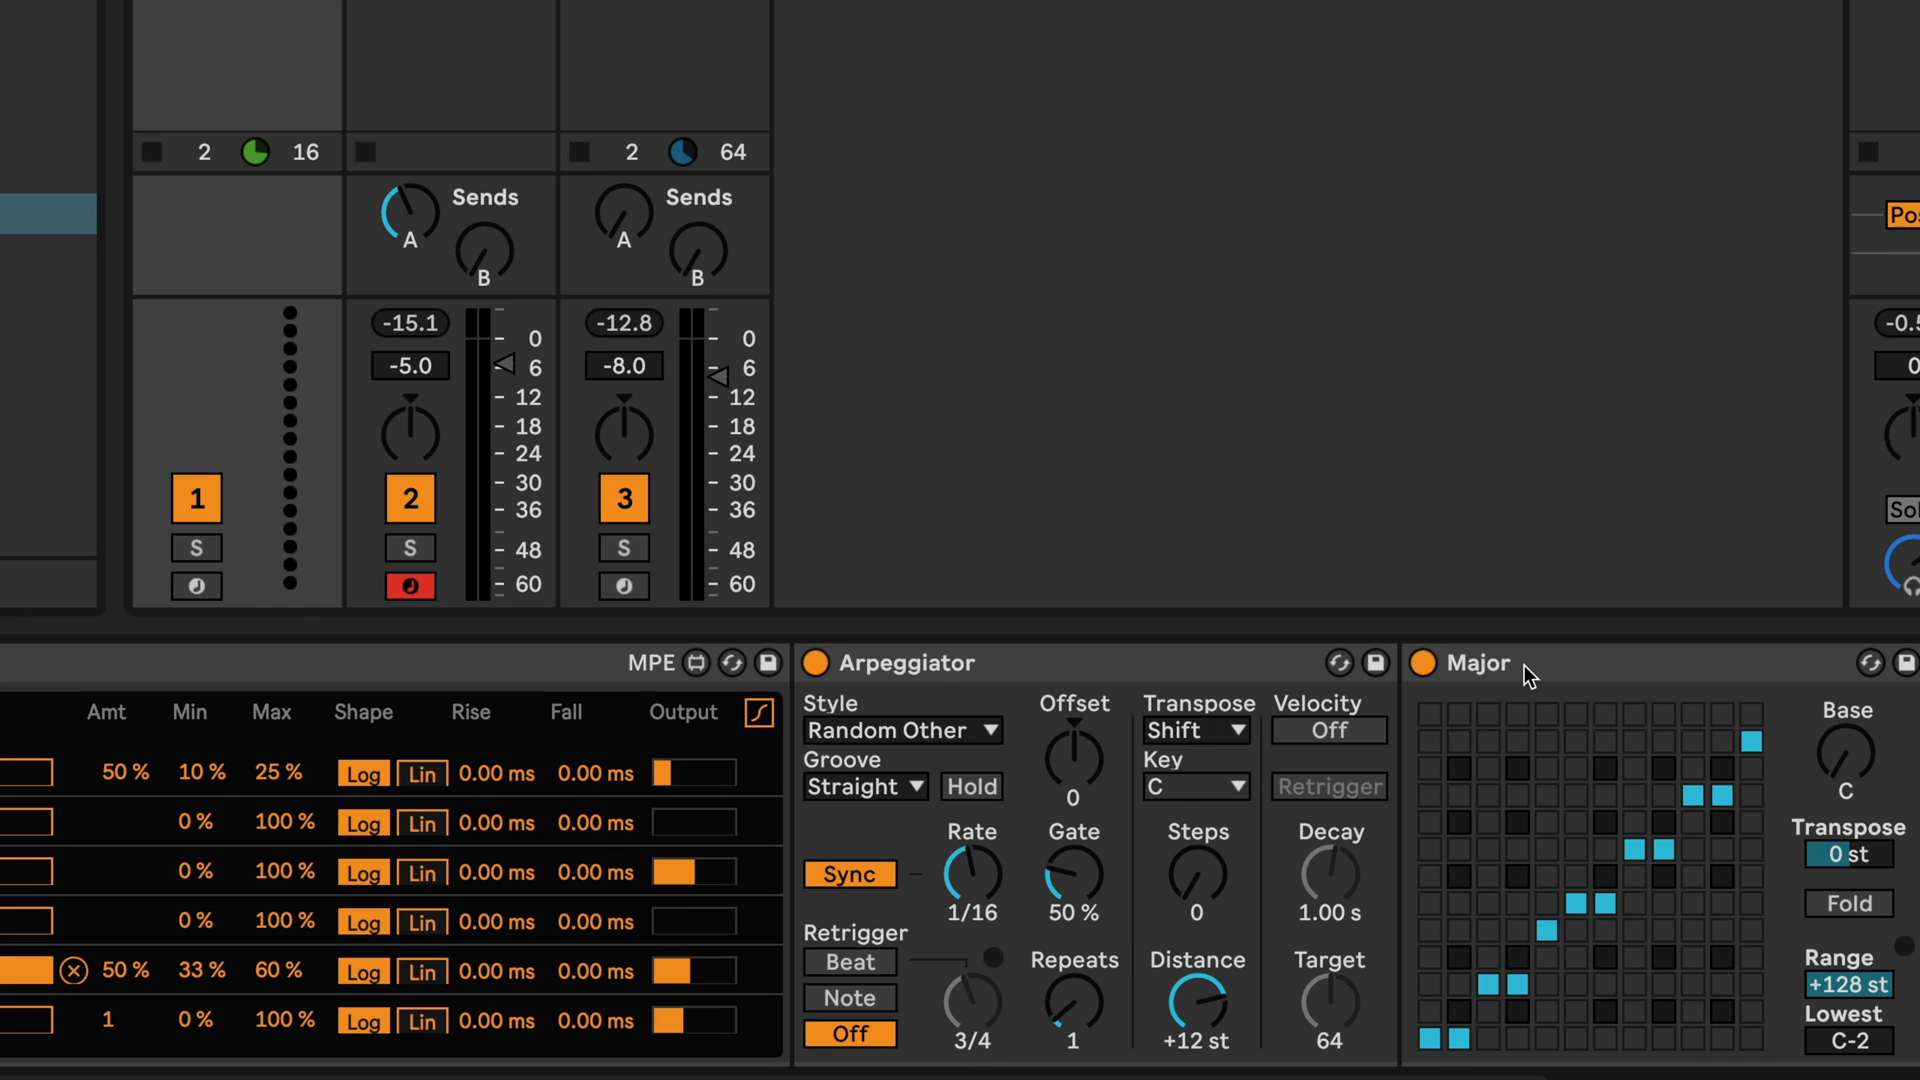 2 16
2 64
Sends
A
B
Sends
A
B
-15.1
-5.0
0
6
12
18
24
30
36
48
60
1
2
S
S
-12.8
-8.0
0
6
12
18
24
30
36
48
60
3
S
Pos
-0.5
0
Sol
MPE
Amt Min Max Shape Rise Fall Output
50 % 10 % 25 % Log Lin 0.00 ms 0.00 ms
0 % 100 % Log Lin 0.00 ms 0.00 ms
0 % 100 % Log Lin 0.00 ms 0.00 ms
0 % 100 % Log Lin 0.00 ms 0.00 ms
50 % 33 % 60 % Log Lin 0.00 ms 0.00 ms
1 0 % 100 % Log Lin 0.00 ms 0.00 ms
Arpeggiator
Style
Random Other
Groove
Straight Hold
Offset
0
Transpose
Shift
Key
C
Velocity
Off
Retrigger
Sync
Rate
1/16
Gate
50 %
Steps
0
Decay
1.00 s
Retrigger
Beat
Note
Off
3/4
Repeats
1
Distance
+12 st
Target
64
Major
Base
C
Transpose
0 st
Fold
Range
+128 st
Lowest
C-2